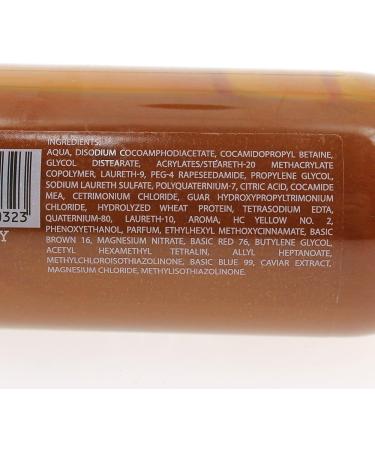 INGREDIENTS:
AQUA, DISODIUM COCOAMPHODIACETATE, COCAMIDOPROPYL BETAINE,
GLYCOL DISTEARATE, ACRYLATES/STEARETH-20 METHACRYLATE
COPOLYMER, LAURETH-9, PEG-4 RAPESEEDAMIDE, PROPYLENE GLYCOL,
SODIUM LAURETH SULFATE, POLYQUATERNIUM-7, CITRIC ACID, COCAMIDE
MEA, CETRIMONIUM CHLORIDE, GUAR HYDROXYPROPYLTRIMONIUM
CHLORIDE, HYDROLYZED WHEAT PROTEIN, TETRASODIUM EDTA,
QUATERNIUM-80, LAURETH-10, AROMA, HC YELLOW NO. 2,
PHENOXYETHANOL, PARFUM, ETHYLHEXYL METHOXYCINNAMATE, BASIC
BROWN 16, MAGNESIUM NITRATE, BASIC RED 76, BUTYLENE GLYCOL,
ACETYL HEXAMETHYL TETRALIN, ALLYL HEPTANOATE,
METHYLCHLOROISOTHIAZOLINONE, BASIC BLUE 99, CAVIAR EXTRACT,
MAGNESIUM CHLORIDE, METHYLISOTHIAZOLINONE.
0323
Y